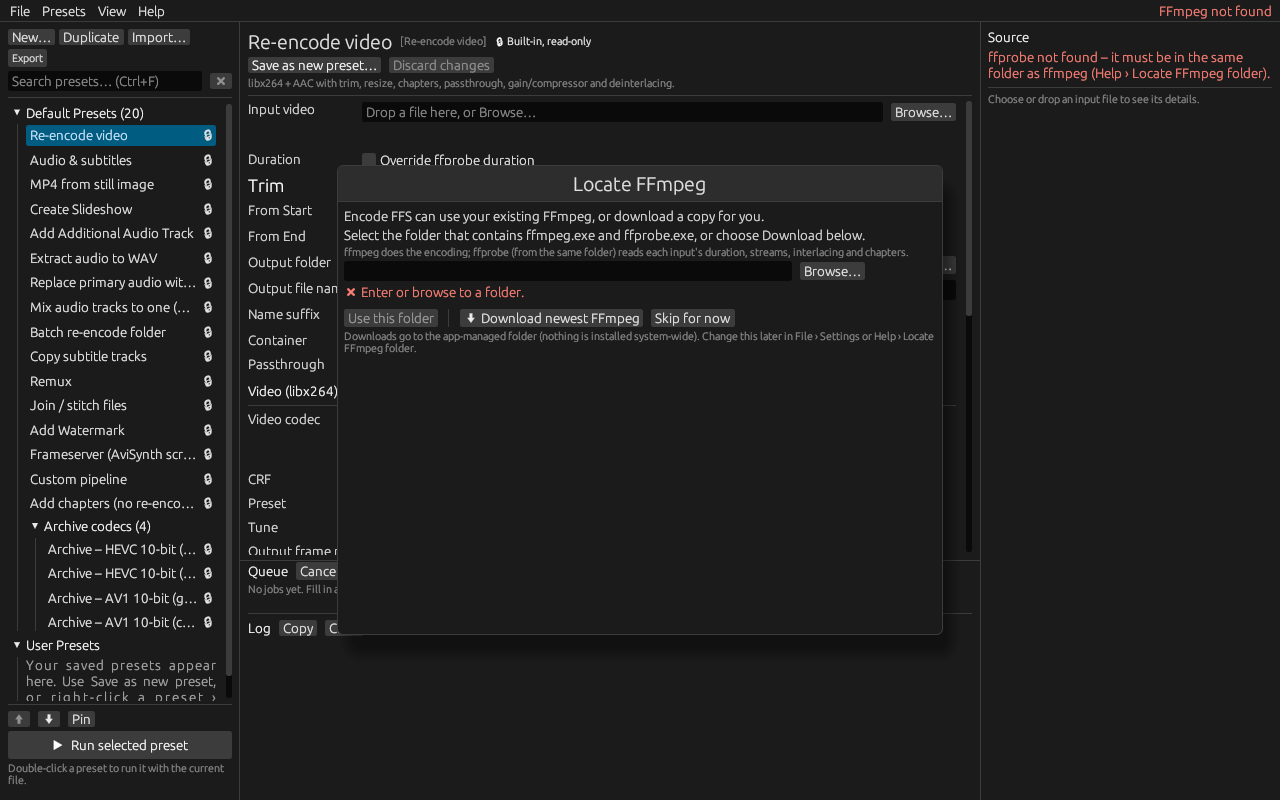 File Presets View Help
FFmpeg not found
New… Duplicate Import…
Export
Search presets… (Ctrl+F)
Default Presets (20)
Re-encode video
Audio & subtitles
MP4 from still image
Create Slideshow
Add Additional Audio Track
Extract audio to WAV
Replace primary audio wit…
Mix audio tracks to one (…
Batch re-encode folder
Copy subtitle tracks
Remux
Join / stitch files
Add Watermark
Frameserver (AviSynth scr…
Custom pipeline
Add chapters (no re-enco…
Archive codecs (4)
Archive – HEVC 10-bit (…
Archive – HEVC 10-bit (…
Archive – AV1 10-bit (g…
Archive – AV1 10-bit (c…
User Presets
Your saved presets appear
here. Use Save as new preset,
or right-click a preset ›
Pin
Run selected preset
Double-click a preset to run it with the current
file.
Re-encode video [Re-encode video] Built-in, read-only
Save as new preset… Discard changes
libx264 + AAC with trim, resize, chapters, passthrough, gain/compressor and deinterlacing.
Input video Drop a file here, or Browse… Browse…
Duration Override ffprobe duration
Trim
From Start
From End
Output folder
Output file nam
Name suffix
Container
Passthrough
Video (libx264)
Video codec
CRF
Preset
Tune
Output frame r
Queue Cance
No jobs yet. Fill in a
Log Copy C
Locate FFmpeg
Encode FFS can use your existing FFmpeg, or download a copy for you.
Select the folder that contains ffmpeg.exe and ffprobe.exe, or choose Download below.
ffmpeg does the encoding; ffprobe (from the same folder) reads each input's duration, streams, interlacing and chapters.
Browse…
Enter or browse to a folder.
Use this folder Download newest FFmpeg Skip for now
Downloads go to the app-managed folder (nothing is installed system-wide). Change this later in File › Settings or Help › Locate
FFmpeg folder.
Source
ffprobe not found – it must be in the same
folder as ffmpeg (Help › Locate FFmpeg folder).
Choose or drop an input file to see its details.